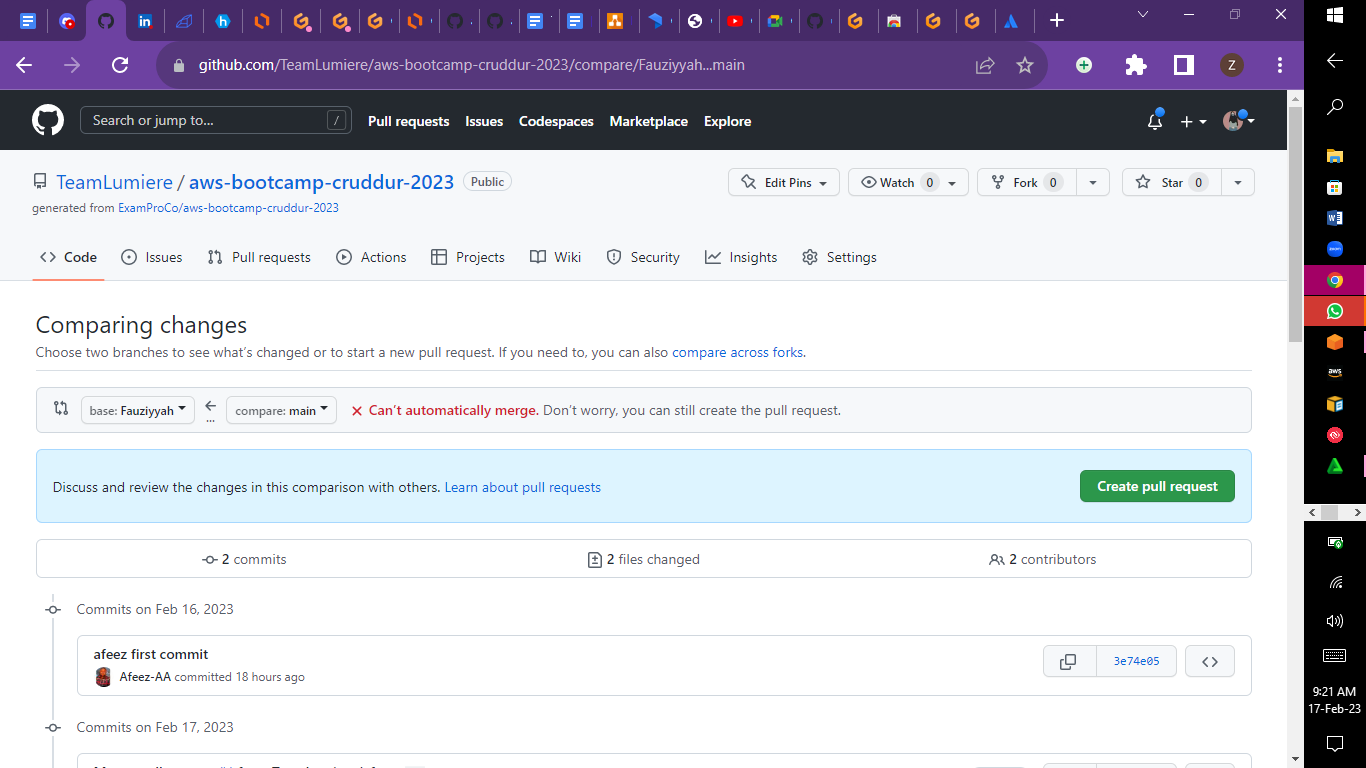 github.com/TeamLumiere/aws-bootcamp-cruddur-2023/compare/Fauziyyah...main
Z
Search or jump to...
/
Pull requests
Issues
Codespaces
Marketplace
Explore
TeamLumiere / aws-bootcamp-cruddur-2023
Public
Edit Pins
Watch 0
Fork 0
Star 0
generated from ExamProCo/aws-bootcamp-cruddur-2023
Code
Issues
Pull requests
Actions
Projects
Wiki
Security
Insights
Settings
Comparing changes
Choose two branches to see what's changed or to start a new pull request. If you need to, you can also compare across forks.
base: Fauziyyah
...
compare: main
Can't automatically merge. Don't worry, you can still create the pull request.
Discuss and review the changes in this comparison with others. Learn about pull requests
Create pull request
2 commits
2 files changed
2 contributors
Commits on Feb 16, 2023
afeez first commit
Afeez-AA committed 18 hours ago
3e74e05
Commits on Feb 17, 2023
aws
9:21 AM
17-Feb-23